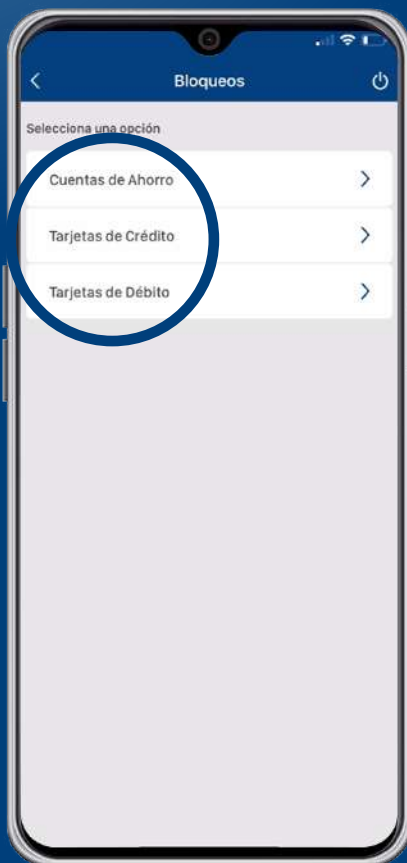 Bloqueos
Selecciona una opción
Cuentas de Ahorro
Tarjetas de Crédito
Tarjetas de Débito